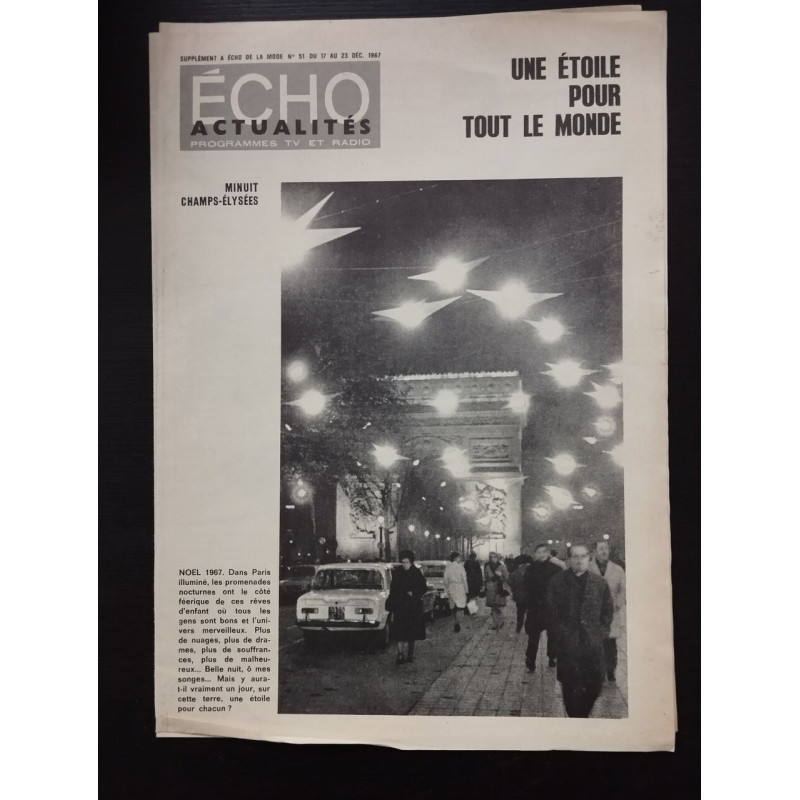 SUPPLÉMENT A ÉCHO DE LA MODE N° 51 DU 17 AU 23 DÉC. 1967
ÉCHO
ACTUALITÉS
PROGRAMMES TV ET RADIO
UNE ÉTOILE
POUR
TOUT LE MONDE
MINUIT
CHAMPS-ÉLYSÉES
NOEL 1967. Dans Paris
illuminé, les promenades
nocturnes ont le côté
féerique de ces rêves
d'enfant où tous les
gens sont bons et l'uni-
vers merveilleux. Plus
de nuages, plus de dra-
mes, plus de souffran-
ces, plus de malheu-
reux... Belle nuit, ô mes
songes... Mais y aura-
t-il vraiment un jour, sur
cette terre, une étoile
pour chacun ?